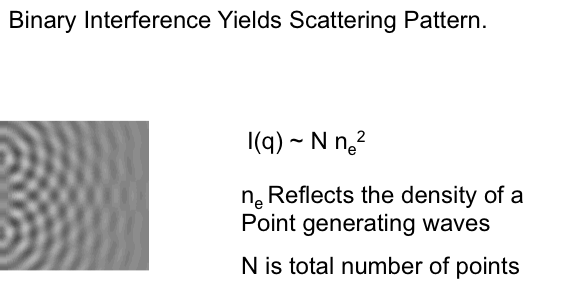 Binary Interference Yields Scattering Pattern.
I(q) ~ N nₑ²
nₑ Reflects the density of a
Point generating waves
N is total number of points